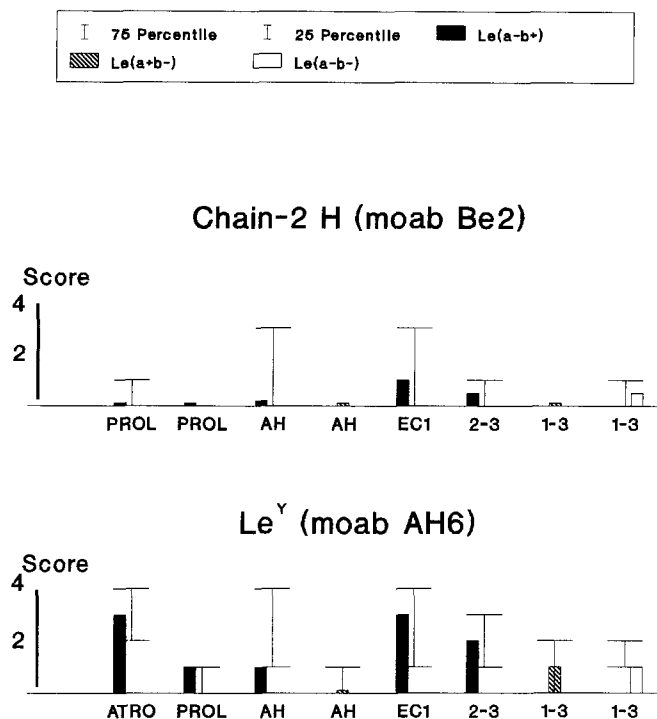 75 Percentile 25 Percentile Le(a-b+)
Le(a+b-) Le(a-b-)
Chain-2 H (moab Be2)
Score
4
2
PROL PROL AH AH EC1 2-3 1-3 1-3
Le^Y (moab AH6)
Score
4
2
ATRO PROL AH AH EC1 2-3 1-3 1-3